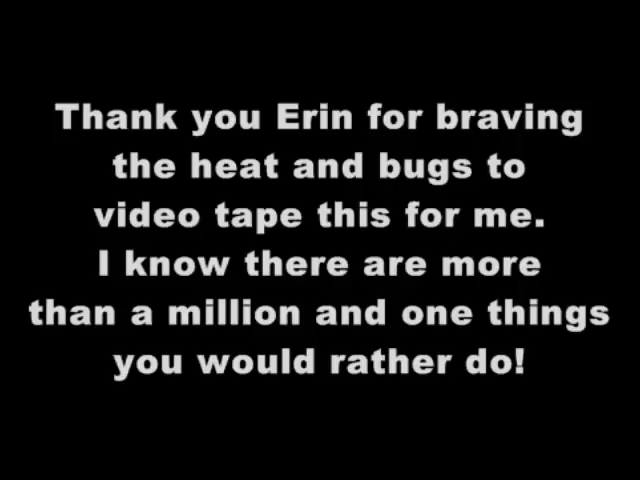 Thank you Erin for braving
the heat and bugs to
video tape this for me.
I know there are more
than a million and one things
you would rather do!